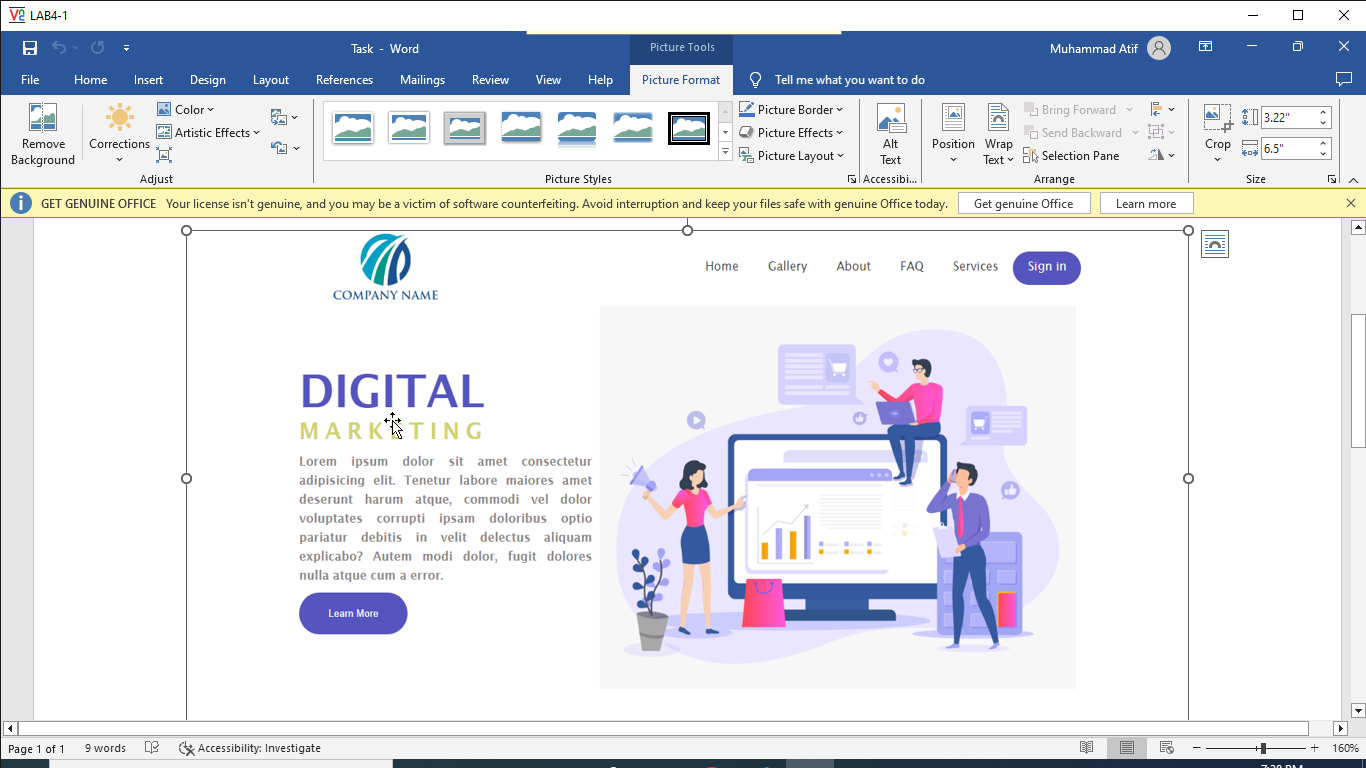 LAB4-1
Task - Word
Picture Tools
Muhammad Atif
File Home Insert Design Layout References Mailings Review View Help Picture Format Tell me what you want to do
Remove Background
Corrections
Color
Artistic Effects
Adjust
Picture Styles
Picture Border
Picture Effects
Picture Layout
Alt Text
Accessibi...
Position
Wrap Text
Bring Forward
Send Backward
Selection Pane
Arrange
Crop
3.22"
6.5"
Size
GET GENUINE OFFICE Your license isn't genuine, and you may be a victim of software counterfeiting. Avoid interruption and keep your files safe with genuine Office today. Get genuine Office Learn more
COMPANY NAME
Home Gallery About FAQ Services Sign in
DIGITAL
MARKETING
Lorem ipsum dolor sit amet consectetur
adipisicing elit. Tenetur labore maiores amet
deserunt harum atque, commodi vel dolor
voluptates corrupti ipsam doloribus optio
pariatur debitis in velit delectus aliquam
explicabo? Autem modi dolor, fugit dolores
nulla atque cum a error.
Learn More
Page 1 of 1 9 words Accessibility: Investigate 160%